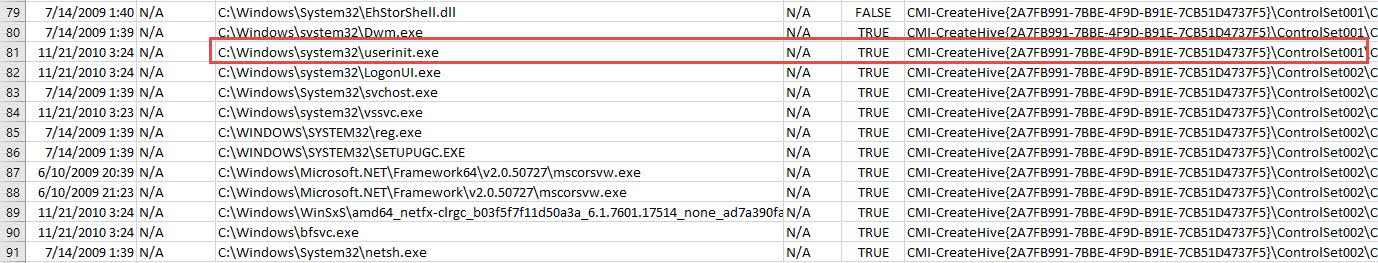 79 7/14/2009 1:40 N/A C:\Windows\System32\EhStorShell.dll N/A FALSE CMI-CreateHive{2A7FB991-7BBE-4F9D-B91E-7CB51D4737F5}\ControlSet001\C
80 7/14/2009 1:39 N/A C:\Windows\system32\Dwm.exe N/A TRUE CMI-CreateHive{2A7FB991-7BBE-4F9D-B91E-7CB51D4737F5}\ControlSet001\C
81 11/21/2010 3:24 N/A C:\Windows\system32\userinit.exe N/A TRUE CMI-CreateHive{2A7FB991-7BBE-4F9D-B91E-7CB51D4737F5}\ControlSet001\C
82 11/21/2010 3:24 N/A C:\Windows\system32\LogonUI.exe N/A TRUE CMI-CreateHive{2A7FB991-7BBE-4F9D-B91E-7CB51D4737F5}\ControlSet002\C
83 7/14/2009 1:39 N/A C:\Windows\System32\svchost.exe N/A TRUE CMI-CreateHive{2A7FB991-7BBE-4F9D-B91E-7CB51D4737F5}\ControlSet002\C
84 11/21/2010 3:23 N/A C:\Windows\system32\vssvc.exe N/A TRUE CMI-CreateHive{2A7FB991-7BBE-4F9D-B91E-7CB51D4737F5}\ControlSet002\C
85 7/14/2009 1:39 N/A C:\WINDOWS\SYSTEM32\reg.exe N/A TRUE CMI-CreateHive{2A7FB991-7BBE-4F9D-B91E-7CB51D4737F5}\ControlSet002\C
86 7/14/2009 1:39 N/A C:\WINDOWS\SYSTEM32\SETUPUGC.EXE N/A TRUE CMI-CreateHive{2A7FB991-7BBE-4F9D-B91E-7CB51D4737F5}\ControlSet002\C
87 6/10/2009 20:39 N/A C:\Windows\Microsoft.NET\Framework64\v2.0.50727\mscorsvw.exe N/A TRUE CMI-CreateHive{2A7FB991-7BBE-4F9D-B91E-7CB51D4737F5}\ControlSet002\C
88 6/10/2009 21:23 N/A C:\Windows\Microsoft.NET\Framework\v2.0.50727\mscorsvw.exe N/A TRUE CMI-CreateHive{2A7FB991-7BBE-4F9D-B91E-7CB51D4737F5}\ControlSet002\C
89 11/21/2010 3:24 N/A C:\Windows\WinSxS\amd64_netfx-clrgc_b03f5f7f11d50a3a_6.1.7601.17514_none_ad7a390fa N/A TRUE CMI-CreateHive{2A7FB991-7BBE-4F9D-B91E-7CB51D4737F5}\ControlSet002\C
90 11/21/2010 3:24 N/A C:\Windows\bfsvc.exe N/A TRUE CMI-CreateHive{2A7FB991-7BBE-4F9D-B91E-7CB51D4737F5}\ControlSet002\C
91 7/14/2009 1:39 N/A C:\Windows\System32\netsh.exe N/A TRUE CMI-CreateHive{2A7FB991-7BBE-4F9D-B91E-7CB51D4737F5}\ControlSet002\C